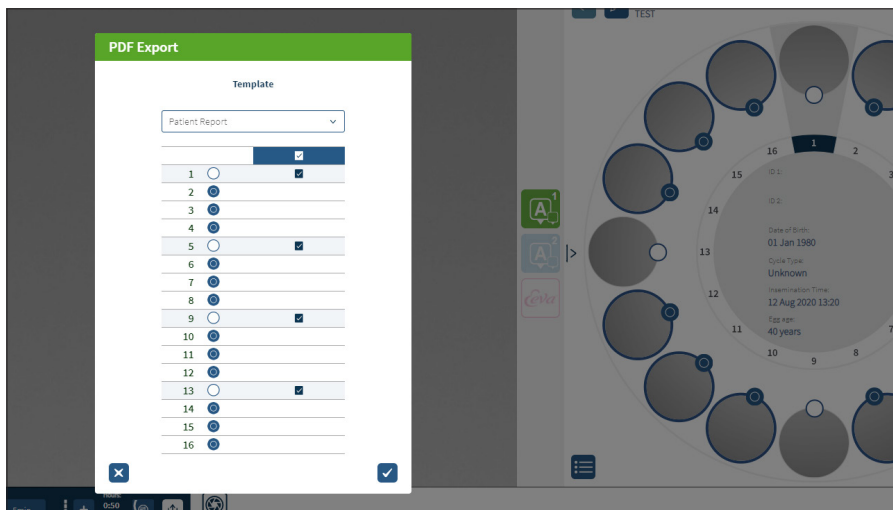 TEST
PDF Export
Template
Patient Report
1
2
3
4
5
6
7
8
9
10
11
12
13
14
15
16
A 1
A 2
eeva
16
1
2
3
15
14
13
12
11
10
9
8
7
ID 1:
ID 2:
Date of Birth:
01 Jan 1980
Cycle Type:
Unknown
Insemination Time:
12 Aug 2020 13:20
Egg age:
40 years
Hours:
0:50